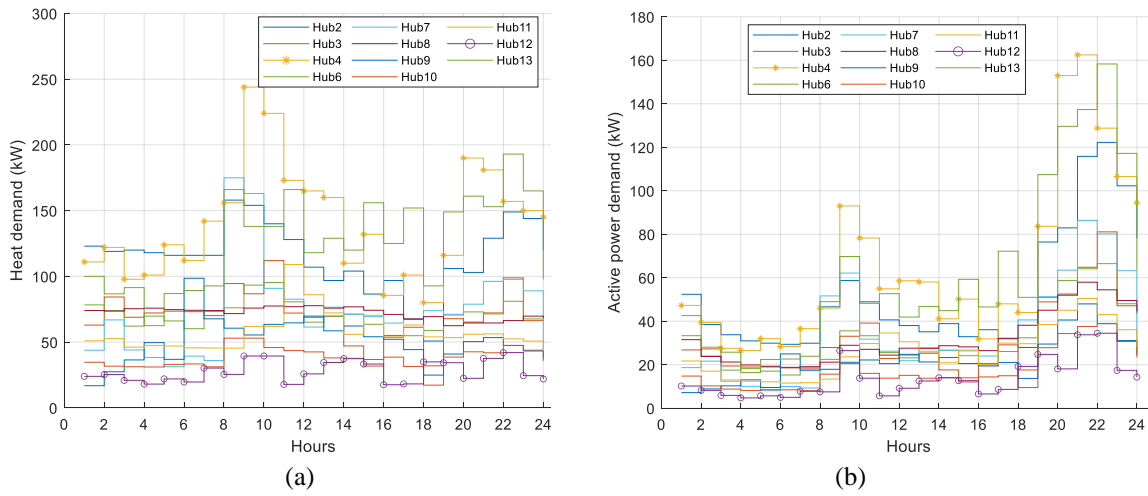 300
250
200
150
100
50
0
Heat demand (kW)
Hub2 Hub7 Hub11
Hub3 Hub8 Hub12
Hub4 Hub9 Hub13
Hub6 Hub10
0 2 4 6 8 10 12 14 16 18 20 22 24
Hours
(a)
180
160
140
120
100
80
60
40
20
0
Active power demand (kW)
Hub2 Hub7 Hub11
Hub3 Hub8 Hub12
Hub4 Hub9 Hub13
Hub6 Hub10
0 2 4 6 8 10 12 14 16 18 20 22 24
Hours
(b)